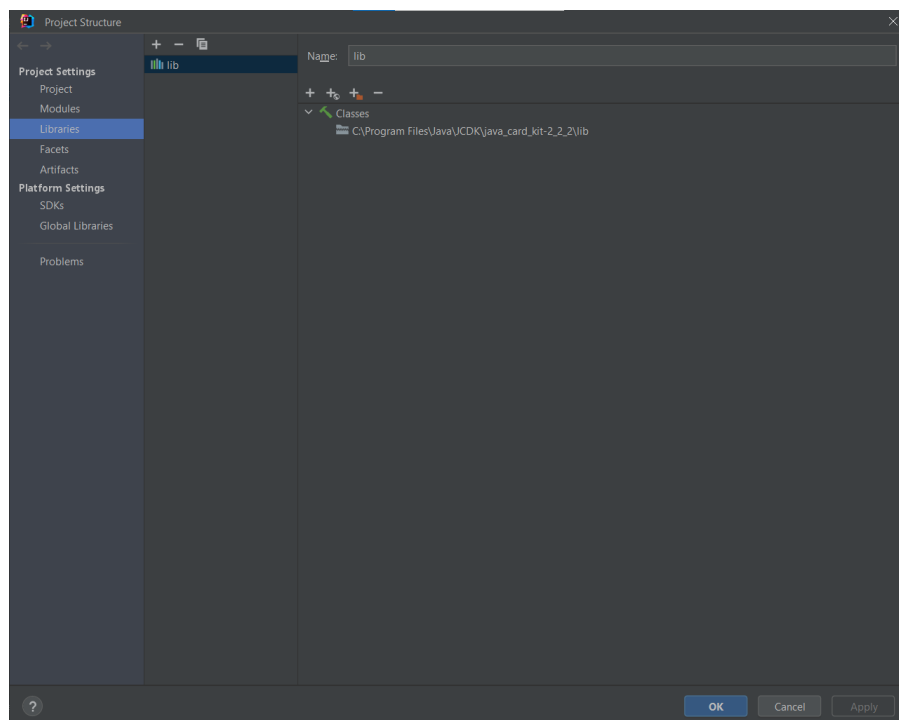 Project Structure
Project Settings
Project
Modules
Libraries
Facets
Artifacts
Platform Settings
SDKs
Global Libraries
Problems
lib
Name: lib
Classes
C:\Program Files\Java\JCDK\java_card_kit-2_2_2\lib
?
OK
Cancel
Apply